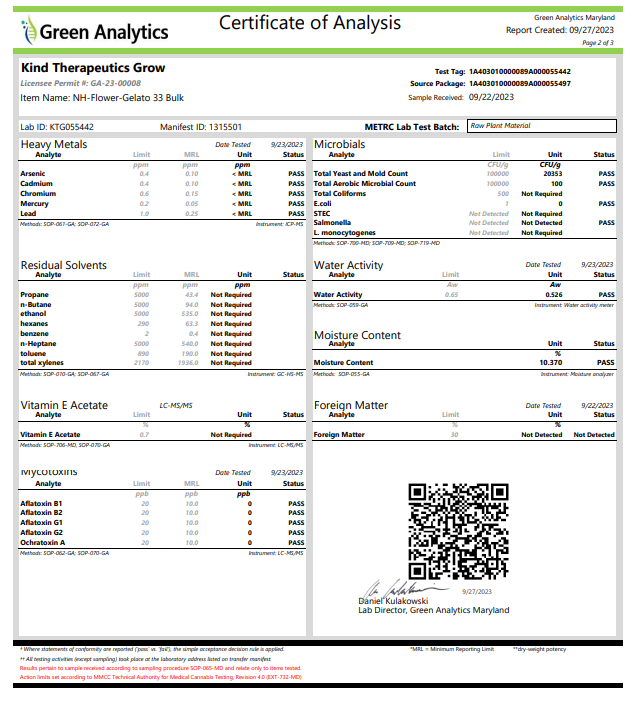 Green Analytics
Certificate of Analysis
Green Analytics Maryland
Report Created: 09/27/2023
Page 2 of 3
Kind Therapeutics Grow
Licensee Permit #: GA-23-00008
Item Name: NH-Flower-Gelato 33 Bulk
Test Tag: 1A403010000089A000055442
Source Package: 1A403010000089A000055497
Sample Received: 09/22/2023
Lab ID: KTG055442 Manifest ID: 1315501
METRC Lab Test Batch: Raw Plant Material
Heavy Metals Date Tested 9/23/2023
Analyte Limit MRL Unit Status
ppm ppm ppm
Arsenic 0.4 0.10 < MRL PASS
Cadmium 0.4 0.10 < MRL PASS
Chromium 0.6 0.15 < MRL PASS
Mercury 0.2 0.05 < MRL PASS
Lead 1.0 0.25 < MRL PASS
Methods: SOP-061-GA; SOP-072-GA Instrument: ICP-MS
Microbials
Analyte Limit Unit Status
CFU/g CFU/g
Total Yeast and Mold Count 100000 20353 PASS
Total Aerobic Microbial Count 100000 100 PASS
Total Coliforms 500 Not Required
E.coli 1 0 PASS
STEC Not Detected Not Required
Salmonella Not Detected Not Detected PASS
L. monocytogenes Not Detected Not Required
Methods: SOP-700-MD; SOP-709-MD; SOP-719-MD
Residual Solvents
Analyte Limit MRL Unit Status
ppm ppm ppm
Propane 5000 43.4 Not Required
n-Butane 5000 94.0 Not Required
ethanol 5000 535.0 Not Required
hexanes 290 63.3 Not Required
benzene 2 0.4 Not Required
n-Heptane 5000 540.0 Not Required
toluene 890 190.0 Not Required
total xylenes 2170 1936.0 Not Required
Methods: SOP-010-GA; SOP-067-GA Instrument: GC-HS-MS
Water Activity Date Tested 9/23/2023
Analyte Limit Unit Status
Aw Aw
Water Activity 0.65 0.526 PASS
Methods: SOP-059-GA Instrument: Water activity meter
Moisture Content
Analyte Unit Status
%
Moisture Content 10.370 PASS
Methods: SOP-055-GA Instrument: Moisture analyzer
Vitamin E Acetate LC-MS/MS
Analyte Limit Unit Status
% %
Vitamin E Acetate 0.7 Not Required
Methods: SOP-706-MD, SOP-070-GA Instrument: LC-MS/MS
Foreign Matter Date Tested 9/22/2023
Analyte Limit Unit Status
% %
Foreign Matter 30 Not Detected Not Detected
Mycotoxins Date Tested 9/23/2023
Analyte Limit MRL Unit Status
ppb ppb ppb
Aflatoxin B1 20 10.0 0 PASS
Aflatoxin B2 20 10.0 0 PASS
Aflatoxin G1 20 10.0 0 PASS
Aflatoxin G2 20 10.0 0 PASS
Ochratoxin A 20 10.0 0 PASS
Methods: SOP-062-GA; SOP-070-GA Instrument: LC-MS/MS
9/27/2023
Daniel Kulakowski
Lab Director, Green Analytics Maryland
* Where statements of conformity are reported ('pass' vs. 'fail'), the simple acceptance decision rule is applied. *MRL = Minimum Reporting Limit **dry-weight potency
** All testing activities (except sampling) took place at the laboratory address listed on transfer manifest.
Results pertain to sample received according to sampling procedure SOP-065-MD and relate only to items tested.
Action limits set according to MMCC Technical Authority for Medical Cannabis Testing, Revision 4.0 (EXT-732-MD)